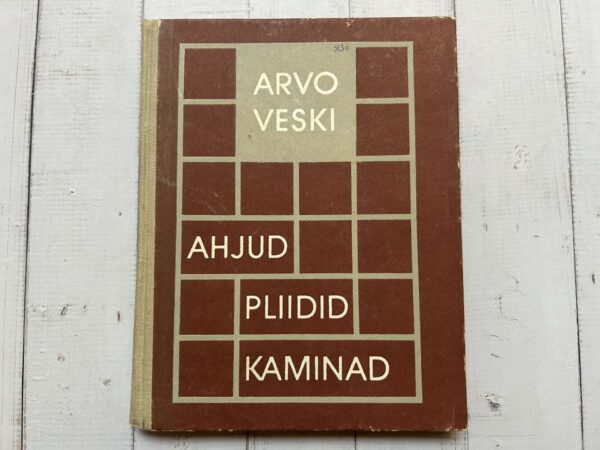 ARVO
VESKI
AHJUD
PLIIDID
KAMINAD